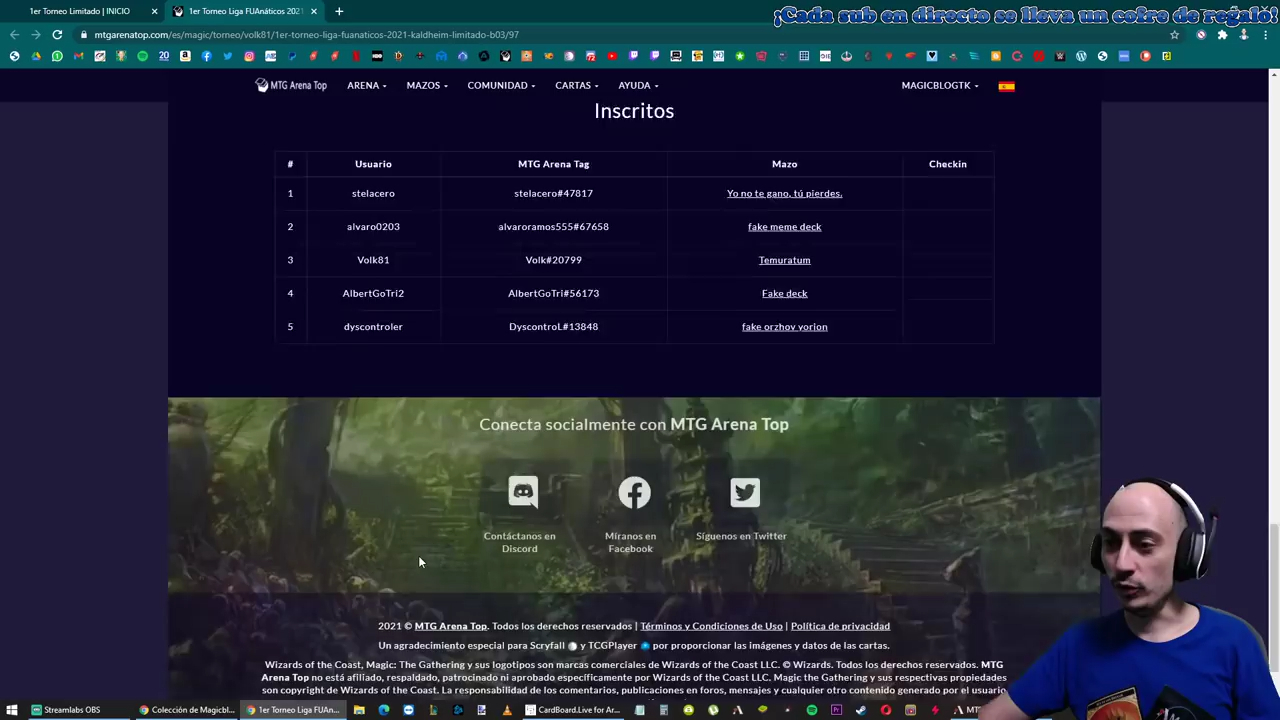 ¡Cada sub en directo se lleva un cofre de regalo!
1er Torneo Limitado | INICIO
1er Torneo Liga FUAnáticos 2021
mtgarenatop.com/es/magic/torneo/volk81/1er-torneo-liga-fuanaticos-2021-kaldheim-limitado-b03/97
MTG Arena Top ARENA MAZOS COMUNIDAD CARTAS AYUDA MAGICBLOGTK
Inscritos
# Usuario MTG Arena Tag Mazo Checkin
1 stelacero stelacero#47817 Yo no te gano, tú pierdes.
2 alvaro0203 alvaroramos555#67658 fake meme deck
3 Volk81 Volk#20799 Temuratum
4 AlbertGoTri2 AlbertGoTri#56173 Fake deck
5 dyscontroler DyscontroL#13848 fake orzhov yorion
Conecta socialmente con MTG Arena Top
Contáctanos en Discord
Míranos en Facebook
Síguenos en Twitter
2021 © MTG Arena Top. Todos los derechos reservados | Términos y Condiciones de Uso | Política de privacidad
Un agradecimiento especial para Scryfall y TCGPlayer por proporcionar las imágenes y datos de las cartas.
Wizards of the Coast, Magic: The Gathering y sus logotipos son marcas comerciales de Wizards of the Coast LLC. © Wizards. Todos los derechos reservados. MTG
Arena Top no está afiliado, respaldado, patrocinado ni aprobado específicamente por Wizards of the Coast LLC. Magic the Gathering y sus respectivas propiedades
son copyright de Wizards of the Coast. La responsabilidad de los comentarios, publicaciones en foros, mensajes y cualquier otro contenido generado por el usuario
Streamlabs OBS
Colección de Magicbl...
1er Torneo Liga FUAn...
CardBoard.Live for Ar...